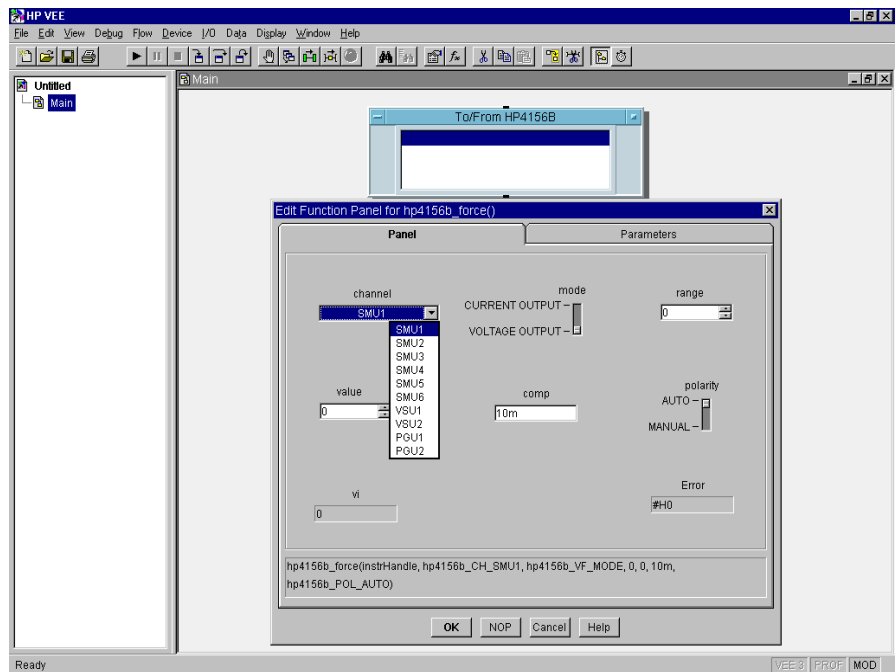 HP VEE
File Edit View Debug Flow Device I/O Data Display Window Help
Untitled
Main
Main
To/From HP4156B
Edit Function Panel for hp4156b_force()
Panel
Parameters
channel
SMU1
SMU1
SMU2
SMU3
SMU4
SMU5
SMU6
VSU1
VSU2
PGU1
PGU2
mode
CURRENT OUTPUT
VOLTAGE OUTPUT
range
0
value
0
comp
10m
polarity
AUTO
MANUAL
vi
0
Error
#H0
hp4156b_force(instrHandle, hp4156b_CH_SMU1, hp4156b_VF_MODE, 0, 0, 10m,
hp4156b_POL_AUTO)
OK NOP Cancel Help
Ready
VEE 3 PROF MOD